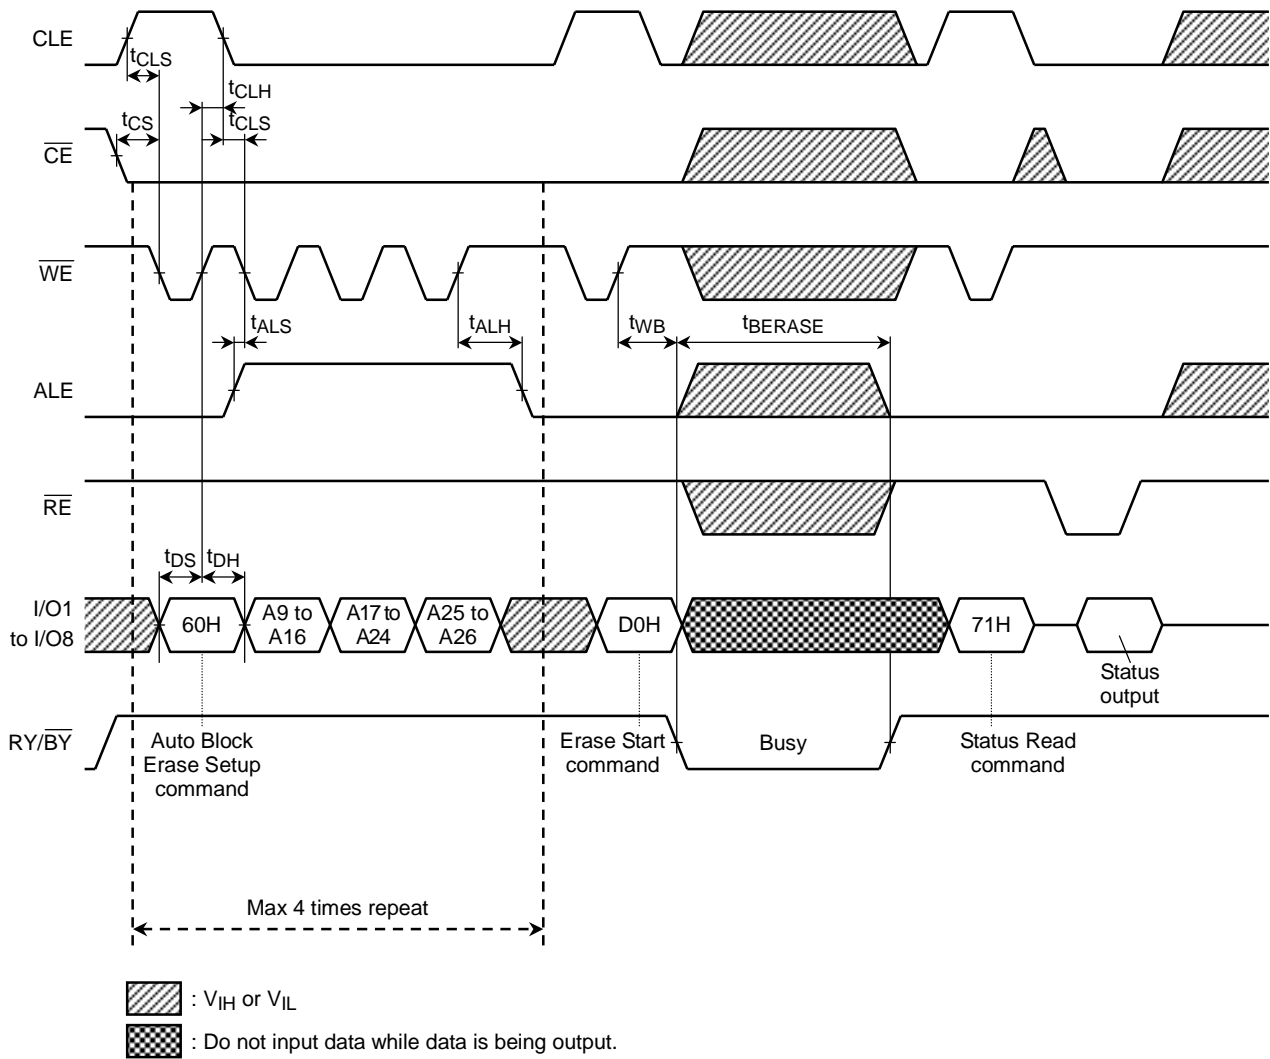 CLE
tCLS
tCLH
tCS
tCLS
CE
WE
tALS
tALH
tWB
tBERASE
ALE
RE
tDS
tDH
I/O1
to I/O8
60H
A9 to
A16
A17 to
A24
A25 to
A26
D0H
71H
Status
output
RY/BY
Auto Block
Erase Setup
command
Erase Start
command
Busy
Status Read
command
Max 4 times repeat
: VIH or VIL
: Do not input data while data is being output.